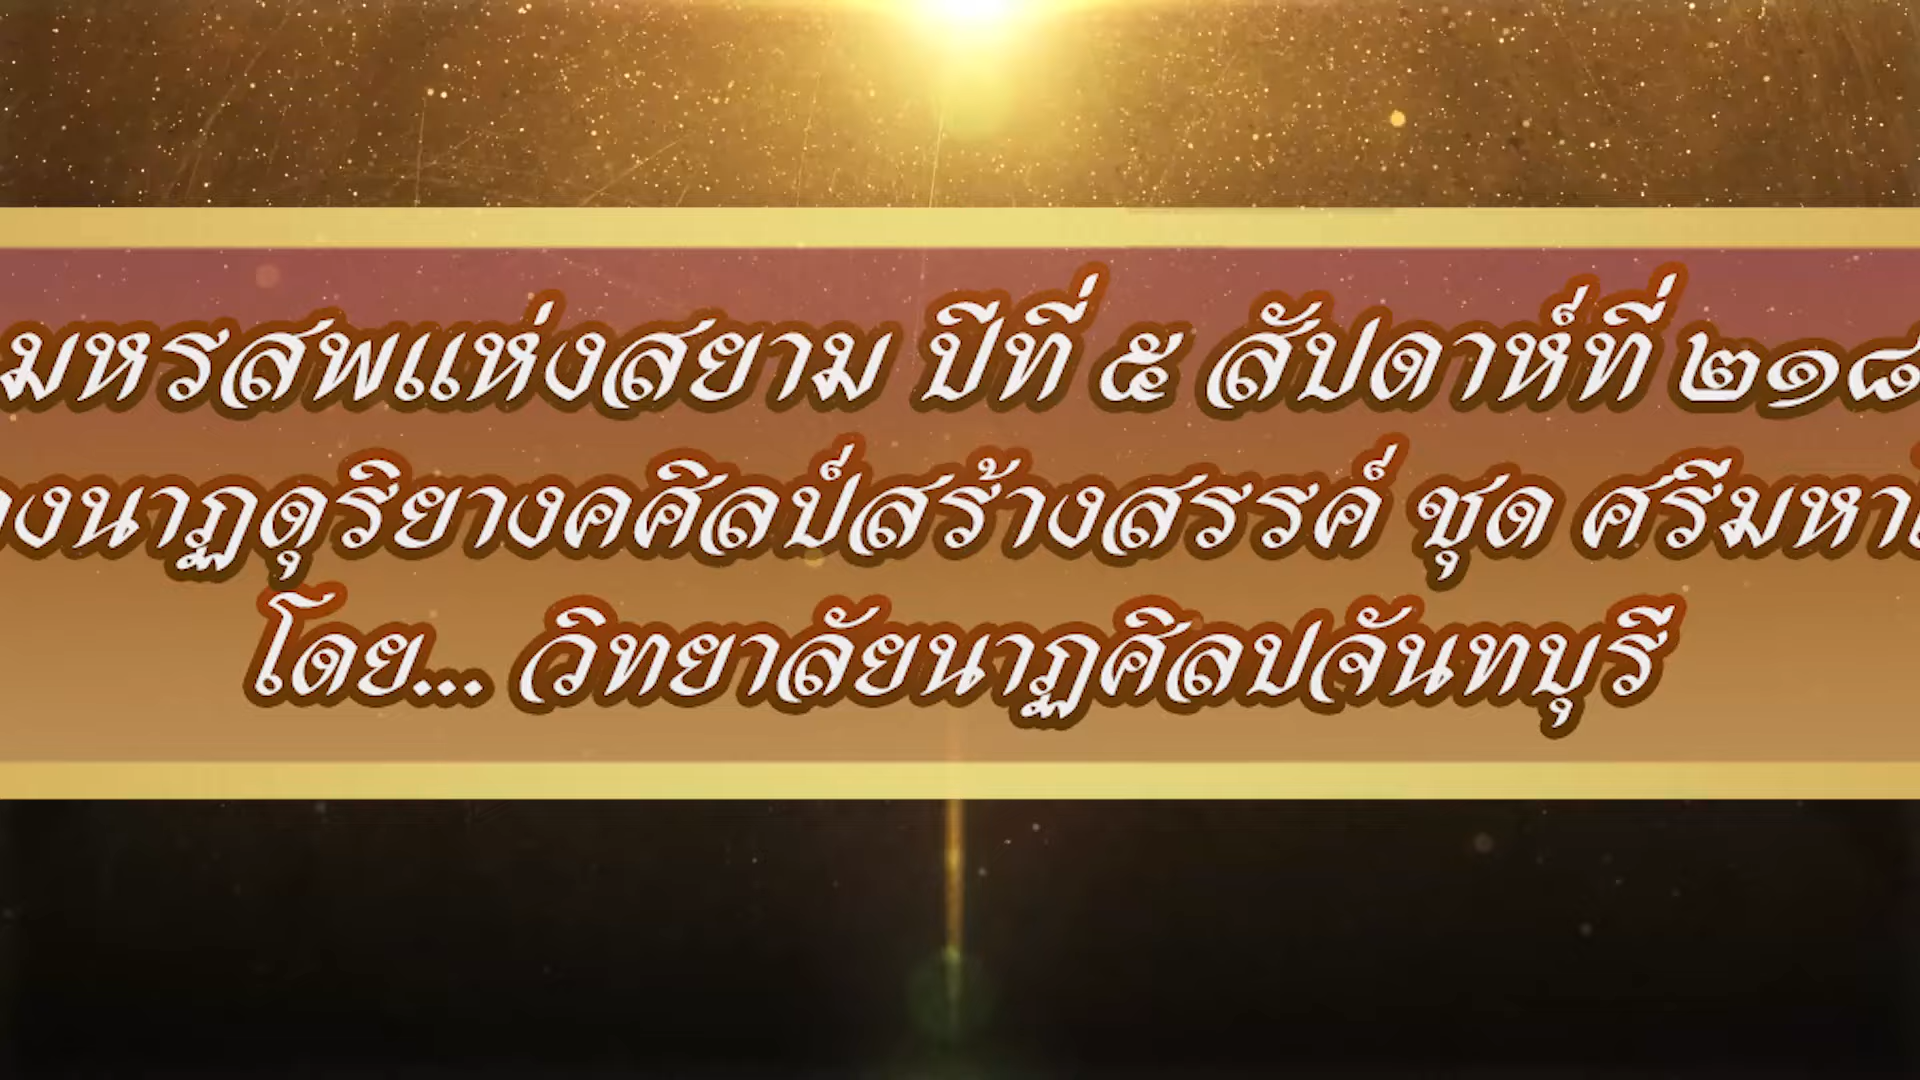 มหรสพแห่งสยาม ปีที่ ๕ สัปดาห์ที่ ๒๑๘
งนาฏดุริยางคศิลป์สร้างสรรค์ ชุด ศรีมหา
โดย... วิทยาลัยนาฏศิลปจันทบุรี